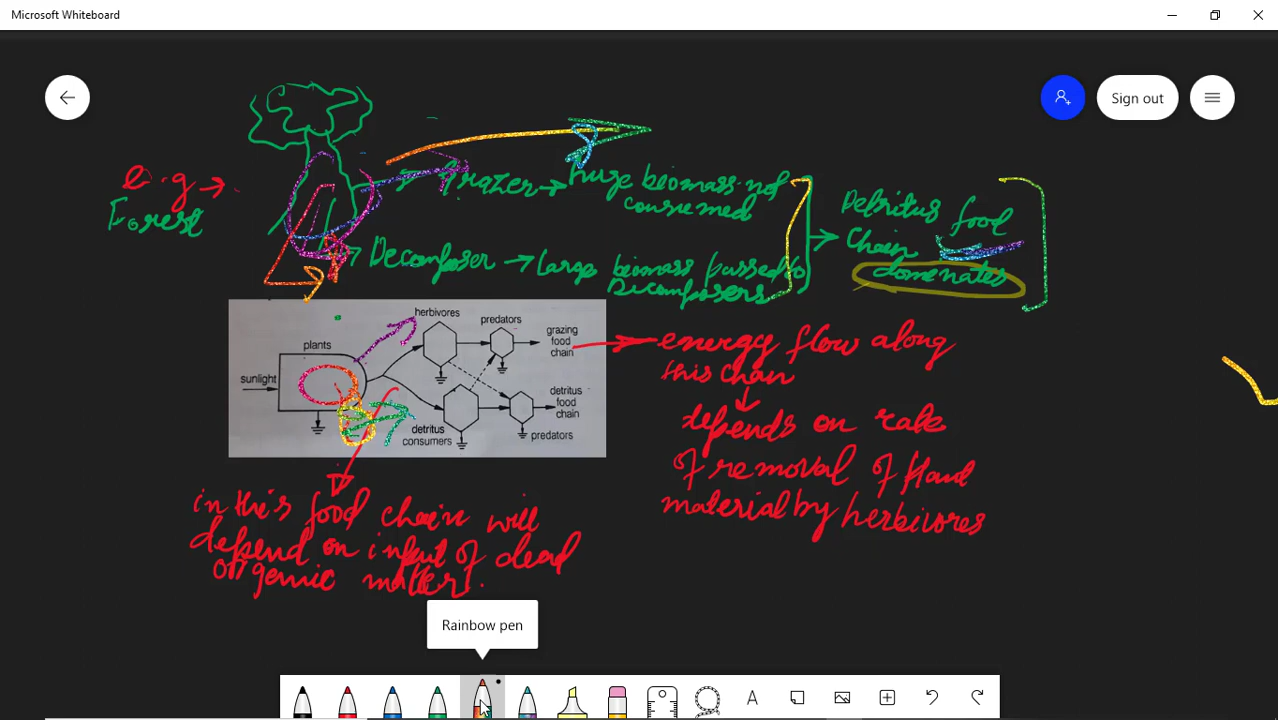 Microsoft Whiteboard
Sign out
e.g →
Forest
Grazer → huge biomass not
consumed
Decomposer → Large biomass passed to
Decomposers
Detritus food
Chain
domenates
herbivores
predators
grazing
food
chain
plants
sunlight
detritus
food
chain
detritus
consumers
predators
energy flow along
this chain
depends on rate
of removal of plant
material by herbivores
in this food chain will
depend on input of dead
organic matter.
Rainbow pen
A